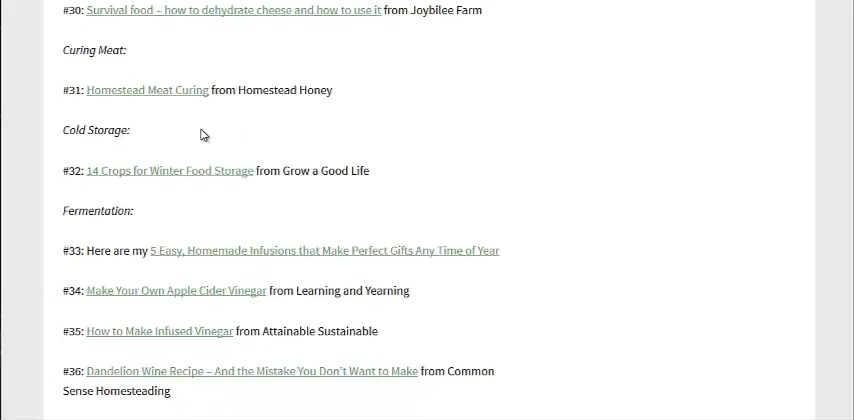 #30: Survival food – how to dehydrate cheese and how to use it from Joybilee Farm
Curing Meat:
#31: Homestead Meat Curing from Homestead Honey
Cold Storage:
#32: 14 Crops for Winter Food Storage from Grow a Good Life
Fermentation:
#33: Here are my 5 Easy, Homemade Infusions that Make Perfect Gifts Any Time of Year
#34: Make Your Own Apple Cider Vinegar from Learning and Yearning
#35: How to Make Infused Vinegar from Attainable Sustainable
#36: Dandelion Wine Recipe – And the Mistake You Don't Want to Make from Common
Sense Homesteading